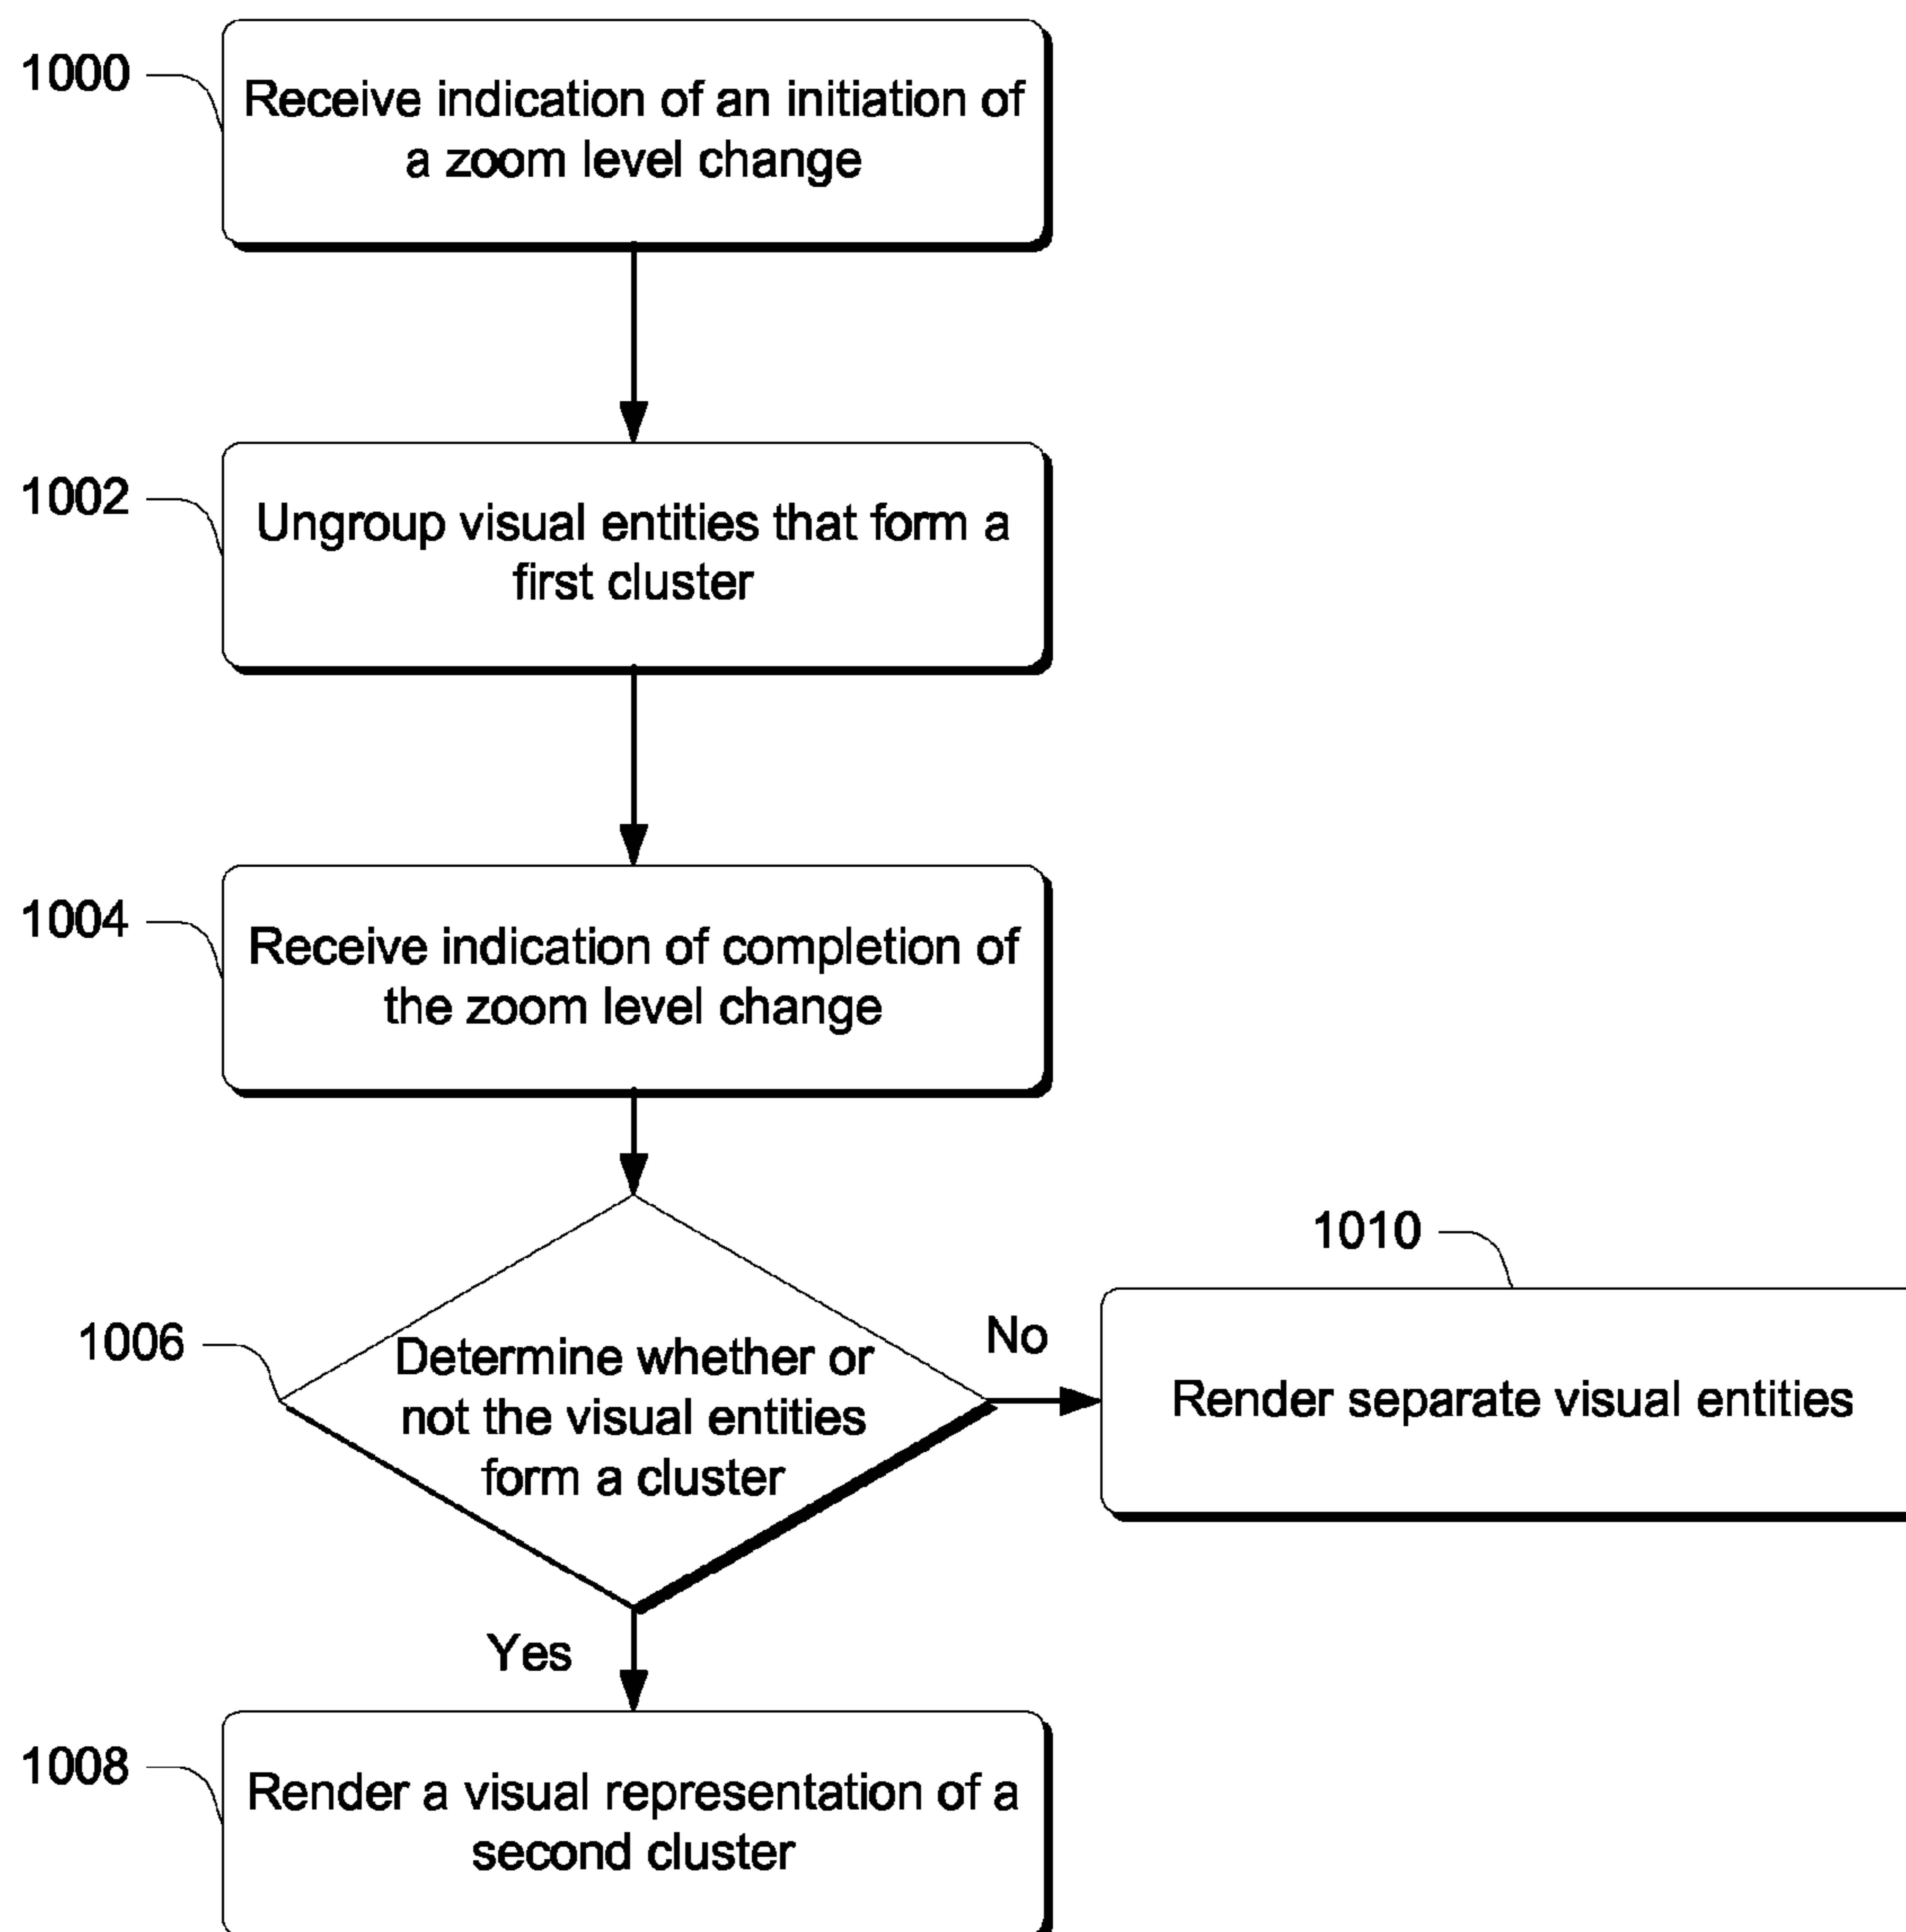 1000
Receive indication of an initiation of
a zoom level change
1002
Ungroup visual entities that form a
first cluster
1004
Receive indication of completion of
the zoom level change
1006
Determine whether or
not the visual entities
form a cluster
No
1010
Render separate visual entities
Yes
1008
Render a visual representation of a
second cluster